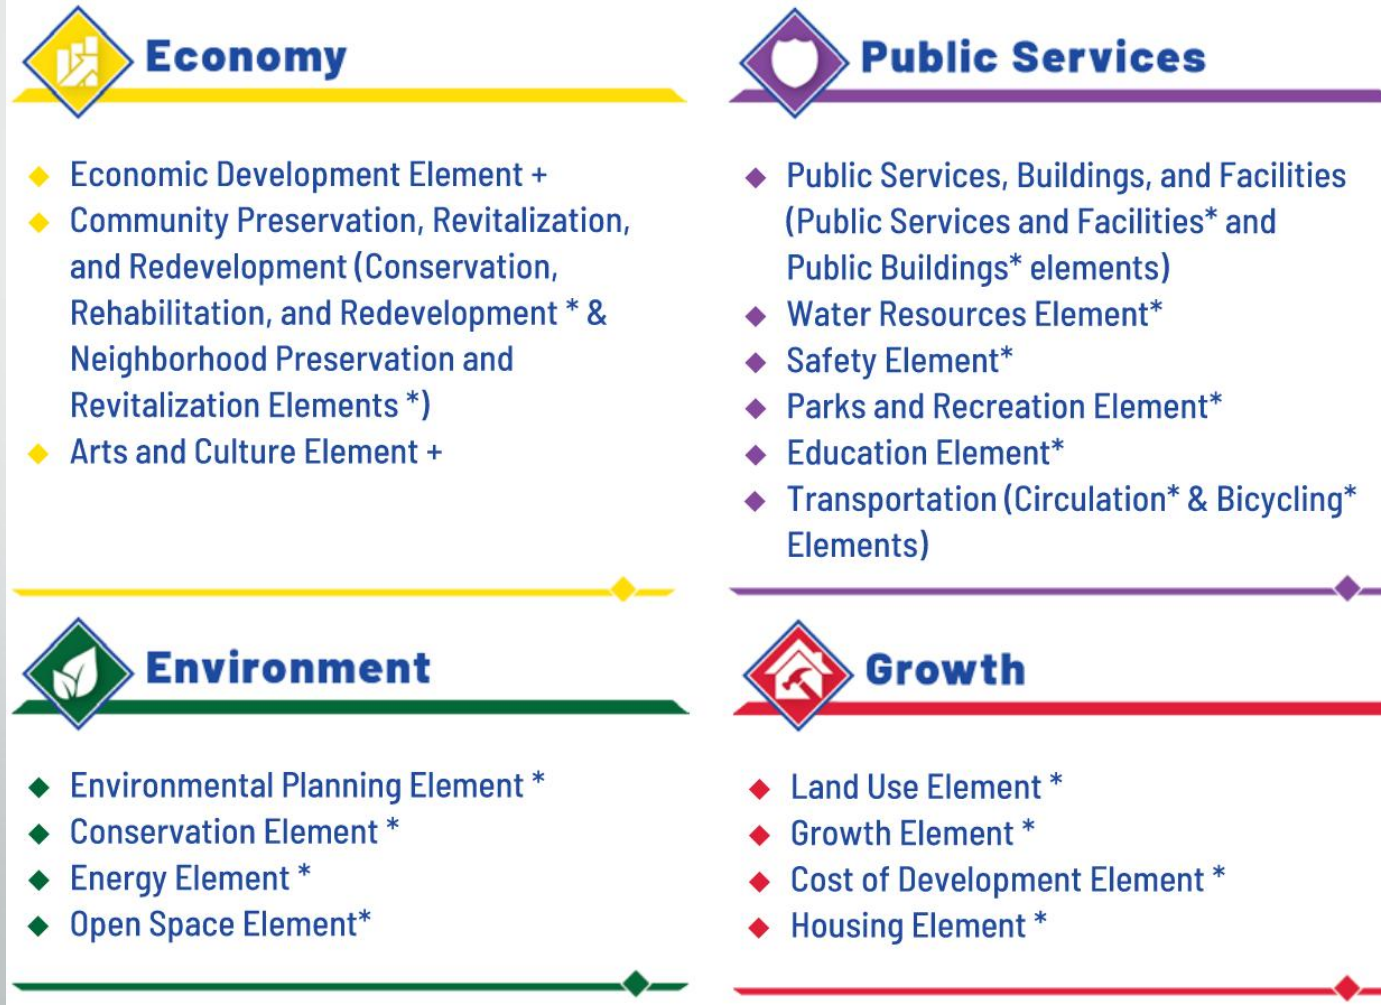 Economy
Economic Development Element +
Community Preservation, Revitalization,
and Redevelopment (Conservation,
Rehabilitation, and Redevelopment * &
Neighborhood Preservation and
Revitalization Elements *)
Arts and Culture Element +
Public Services
Public Services, Buildings, and Facilities
(Public Services and Facilities* and
Public Buildings* elements)
Water Resources Element*
Safety Element*
Parks and Recreation Element*
Education Element*
Transportation (Circulation* & Bicycling*
Elements)
Environment
Environmental Planning Element *
Conservation Element *
Energy Element *
Open Space Element*
Growth
Land Use Element *
Growth Element *
Cost of Development Element *
Housing Element *